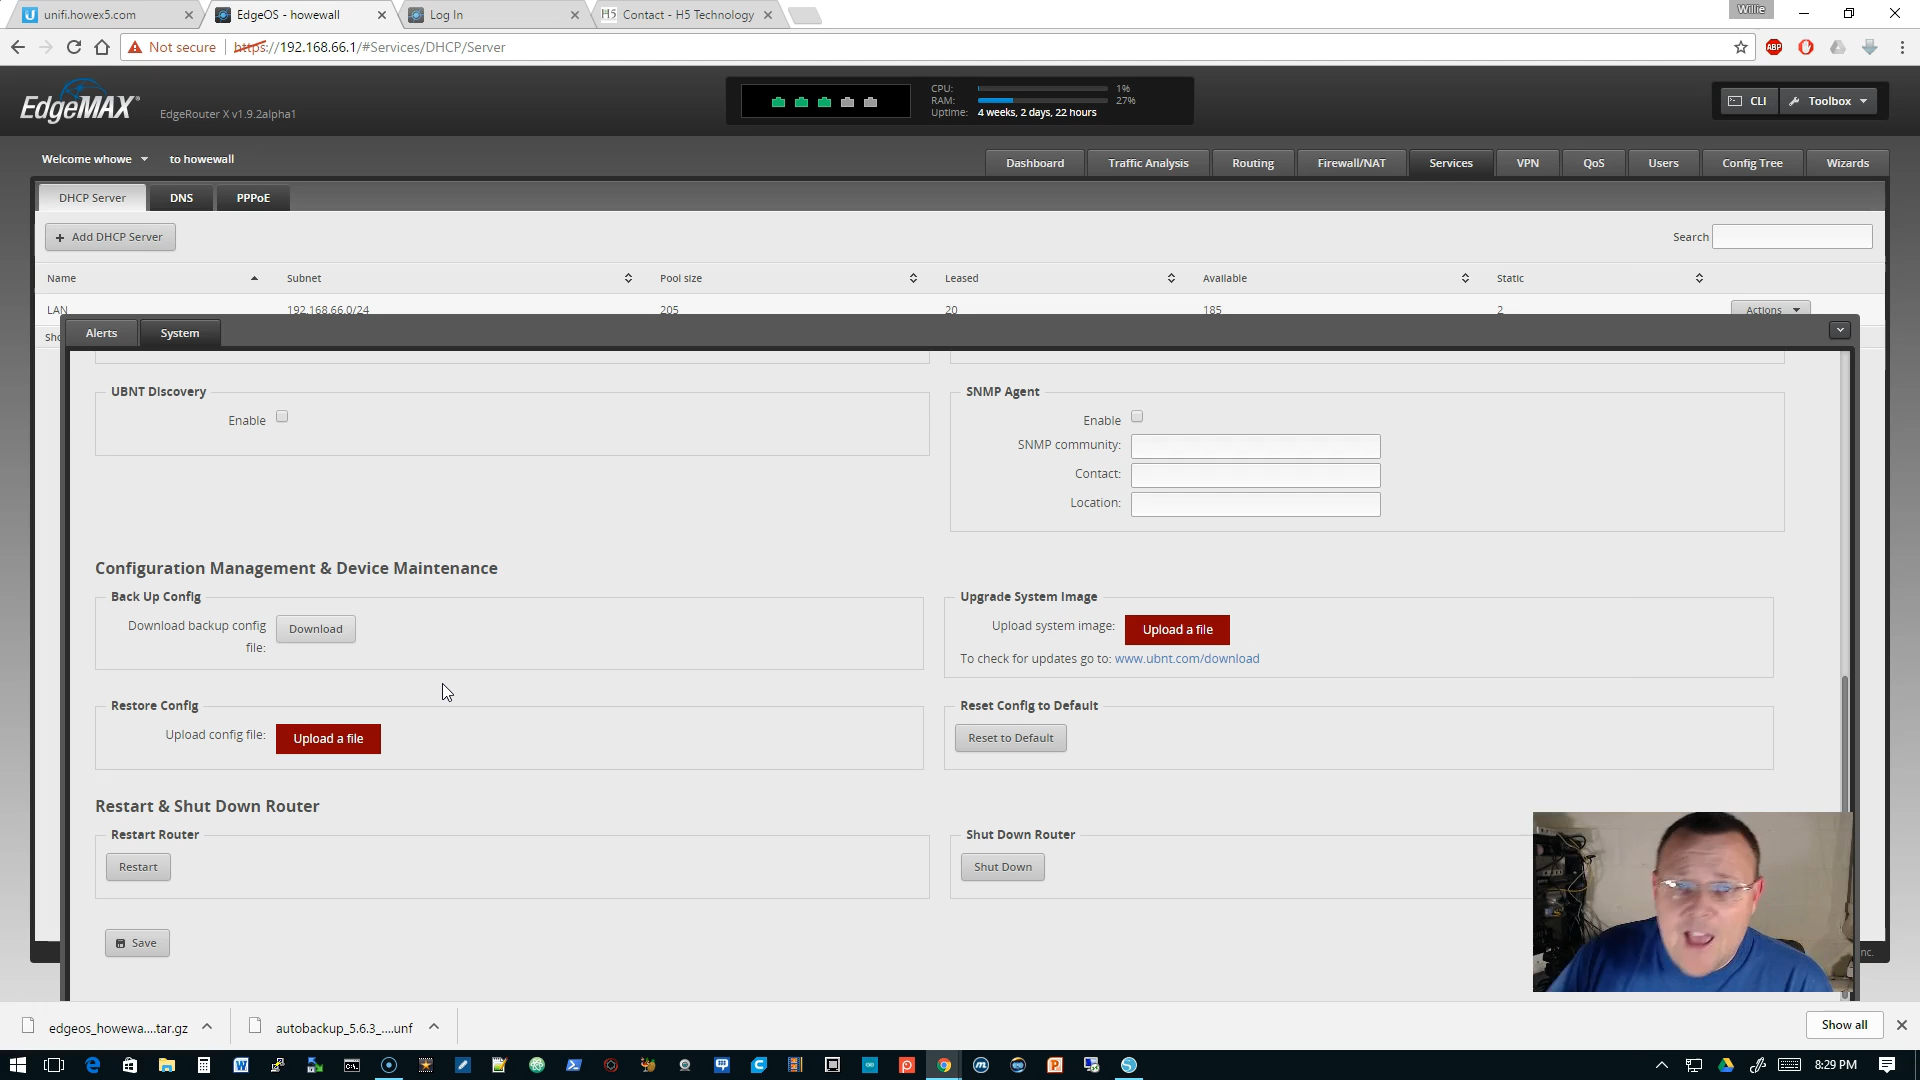 unifi.howex5.com
EdgeOS - howewall
Log In
H5 Contact - H5 Technology
Willie
Not secure https://192.168.66.1/#Services/DHCP/Server
ABP
EdgeMAX
EdgeRouter X v1.9.2alpha1
CPU: 1%
RAM: 27%
Uptime: 4 weeks, 2 days, 22 hours
CLI
Toolbox
Welcome whowe to howewall
Dashboard Traffic Analysis Routing Firewall/NAT Services VPN QoS Users Config Tree Wizards
DHCP Server DNS PPPoE
+ Add DHCP Server
Search
Name Subnet Pool size Leased Available Static
LAN 192.168.66.0/24 205 20 185 2 Actions
Sho
Alerts System
UBNT Discovery
Enable
SNMP Agent
Enable
SNMP community:
Contact:
Location:
Configuration Management & Device Maintenance
Back Up Config
Download backup config
file:
Download
Upgrade System Image
Upload system image: Upload a file
To check for updates go to: www.ubnt.com/download
Restore Config
Upload config file: Upload a file
Reset Config to Default
Reset to Default
Restart & Shut Down Router
Restart Router
Restart
Shut Down Router
Shut Down
Save
nc.
edgeos_howewa....tar.gz
autobackup_5.6.3_....unf
Show all
8:29 PM